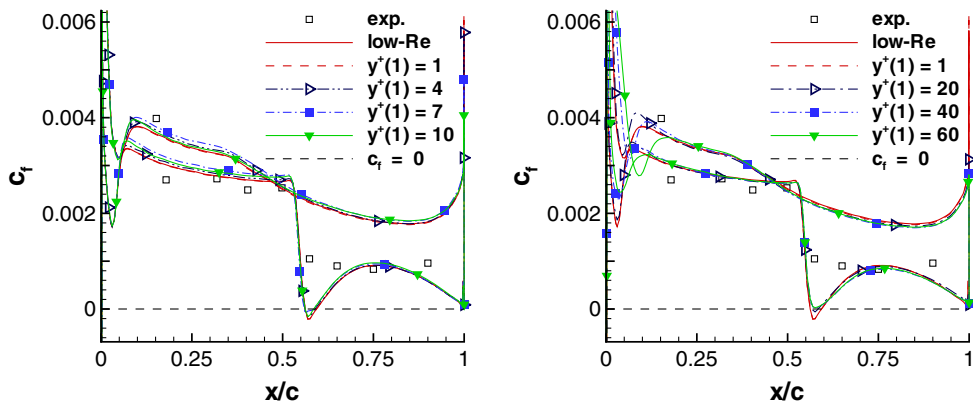 exp.
low-Re
y⁺(1) = 1
y⁺(1) = 4
y⁺(1) = 7
y⁺(1) = 10
c_f = 0
0.006
0.004
0.002
0
c_f
0 0.25 0.5 0.75 1
x/c
exp.
low-Re
y⁺(1) = 1
y⁺(1) = 20
y⁺(1) = 40
y⁺(1) = 60
c_f = 0
0.006
0.004
0.002
0
c_f
0 0.25 0.5 0.75 1
x/c